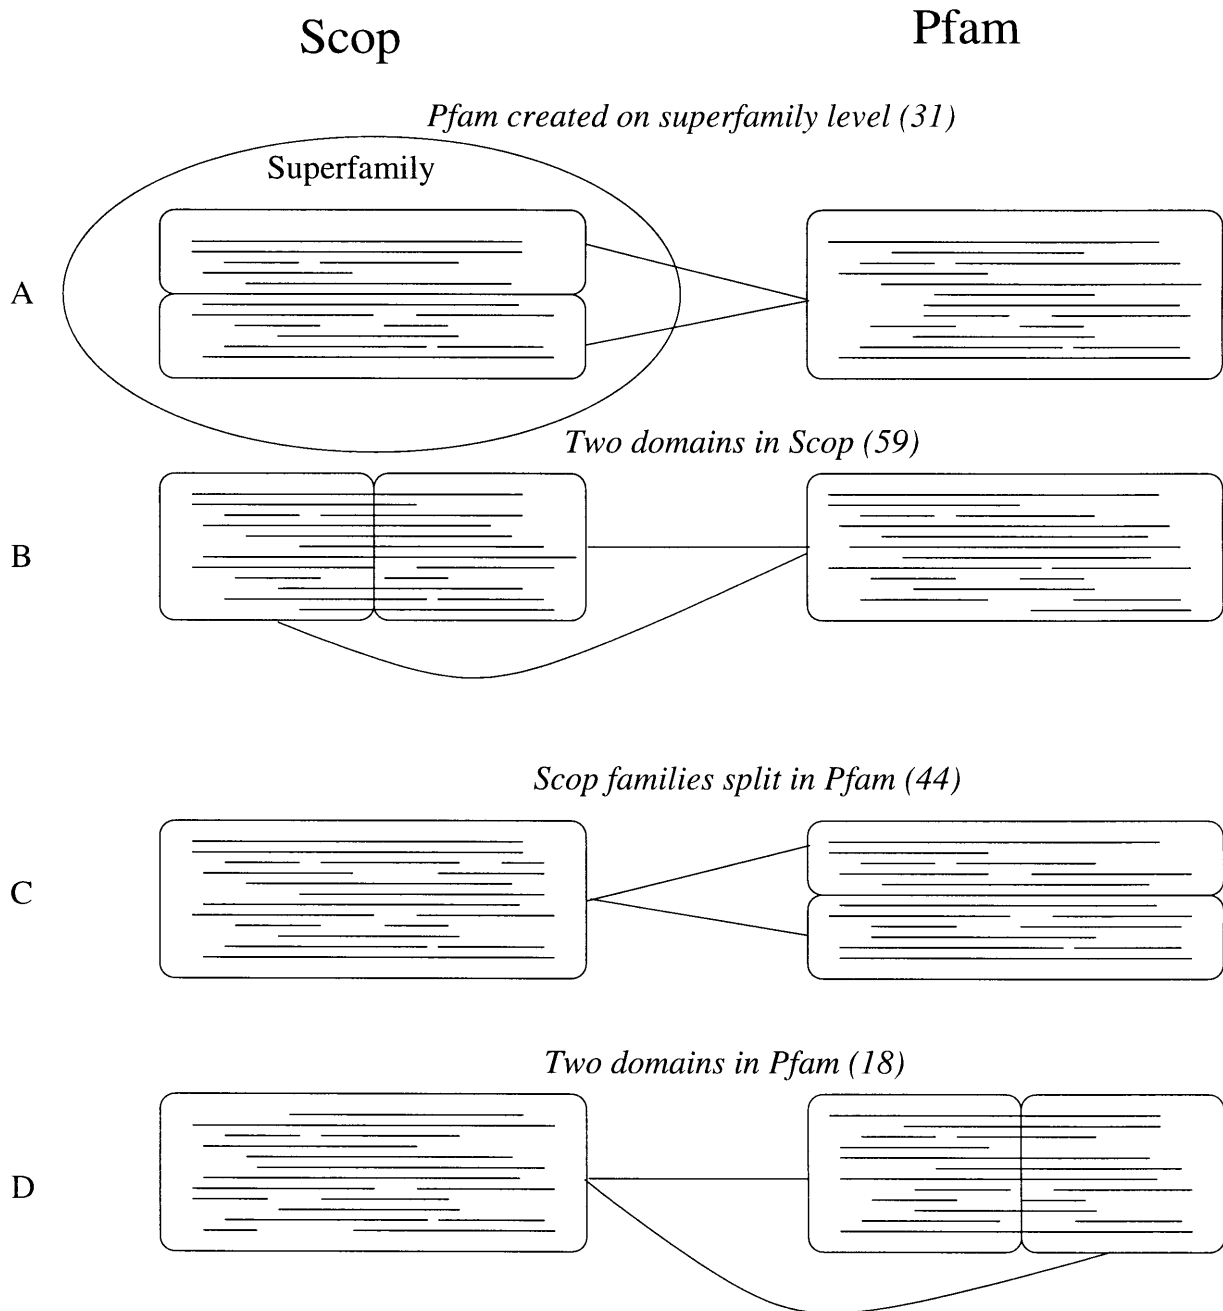 Scop
Pfam
Pfam created on superfamily level (31)
Superfamily
A
Two domains in Scop (59)
B
Scop families split in Pfam (44)
C
Two domains in Pfam (18)
D